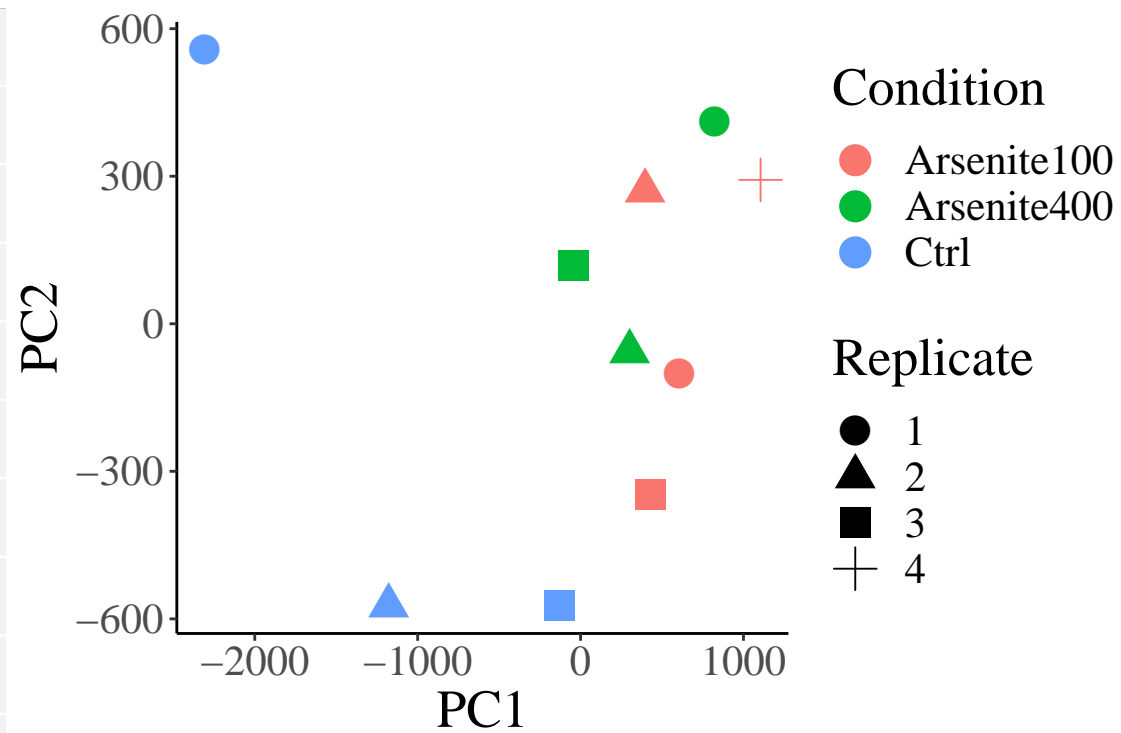 600
300
0
−300
−600
PC2
−2000 −1000 0 1000
PC1
Condition
Arsenite100
Arsenite400
Ctrl
Replicate
1
2
3
4